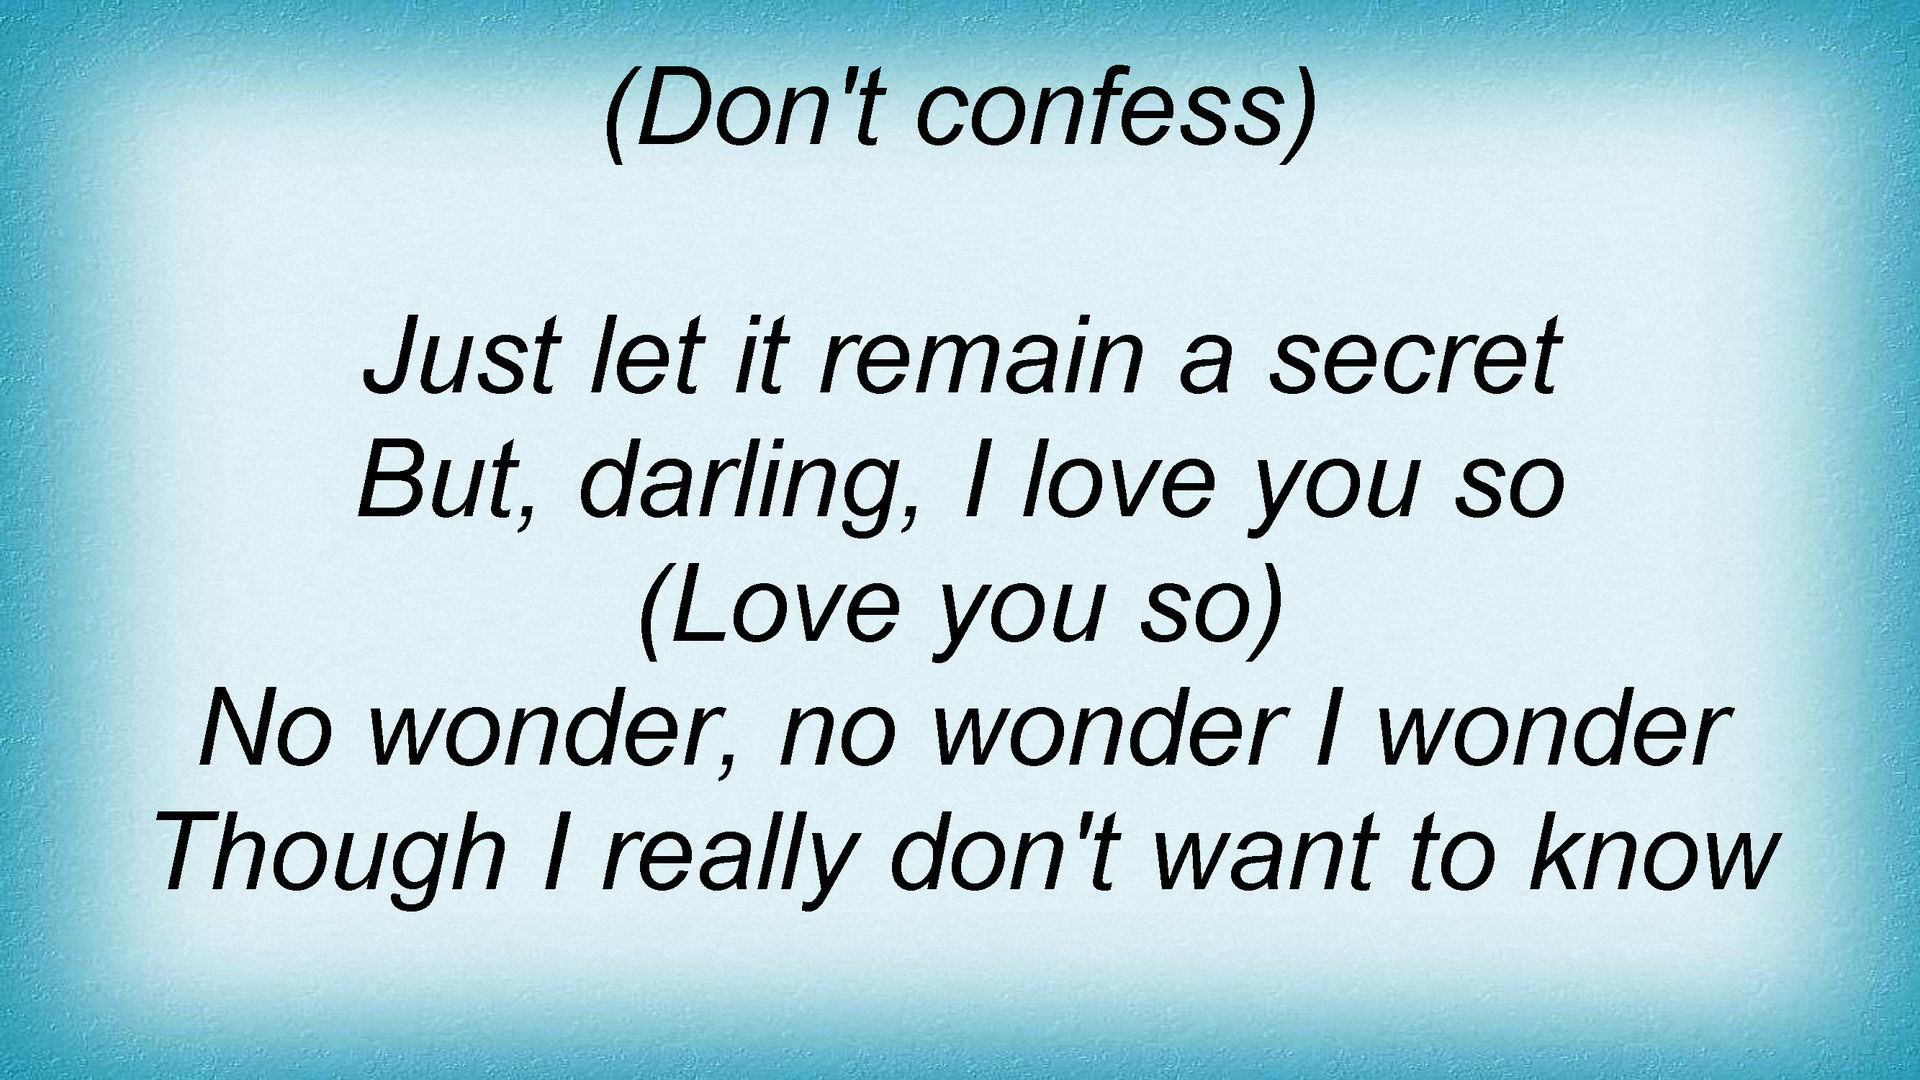 (Don't confess)
Just let it remain a secret
But, darling, I love you so
(Love you so)
No wonder, no wonder I wonder
Though I really don't want to know